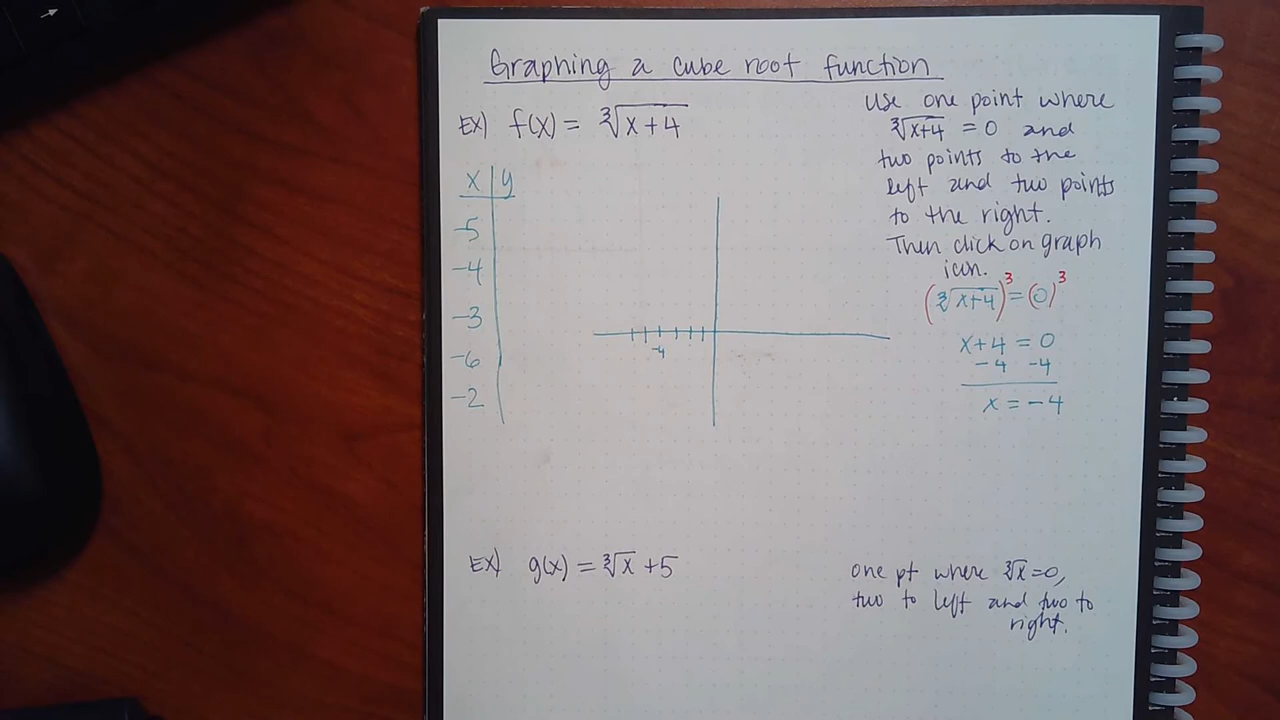 Graphing a cube root function
EX) f(x) = ∛(x+4)
x | y
-5
-4
-3
-6
-2
-4
Use one point where
∛(x+4) = 0 and
two points to the
left and two points
to the right.
Then click on graph
icon.
(∛(x+4))³ = (0)³
x+4 = 0
-4 -4
x = -4
EX) g(x) = ∛x + 5
one pt where ∛x = 0,
two to left and two to
right.